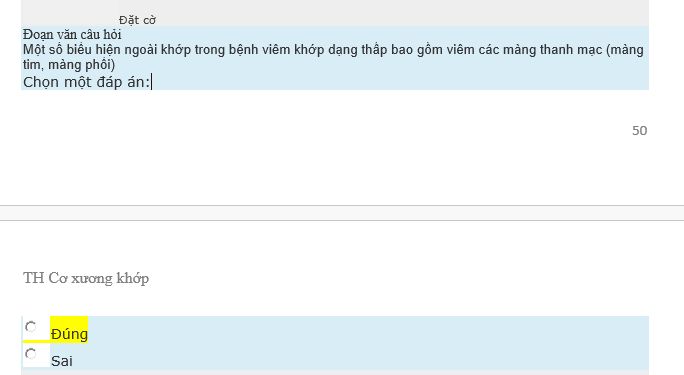 Đặt cờ
Đoạn văn câu hỏi
Một số biểu hiện ngoài khớp trong bệnh viêm khớp dạng thấp bao gồm viêm các màng thanh mạc (màng
tim, màng phổi)
Chọn một đáp án:
50
TH Cơ xương khớp
Đúng
Sai